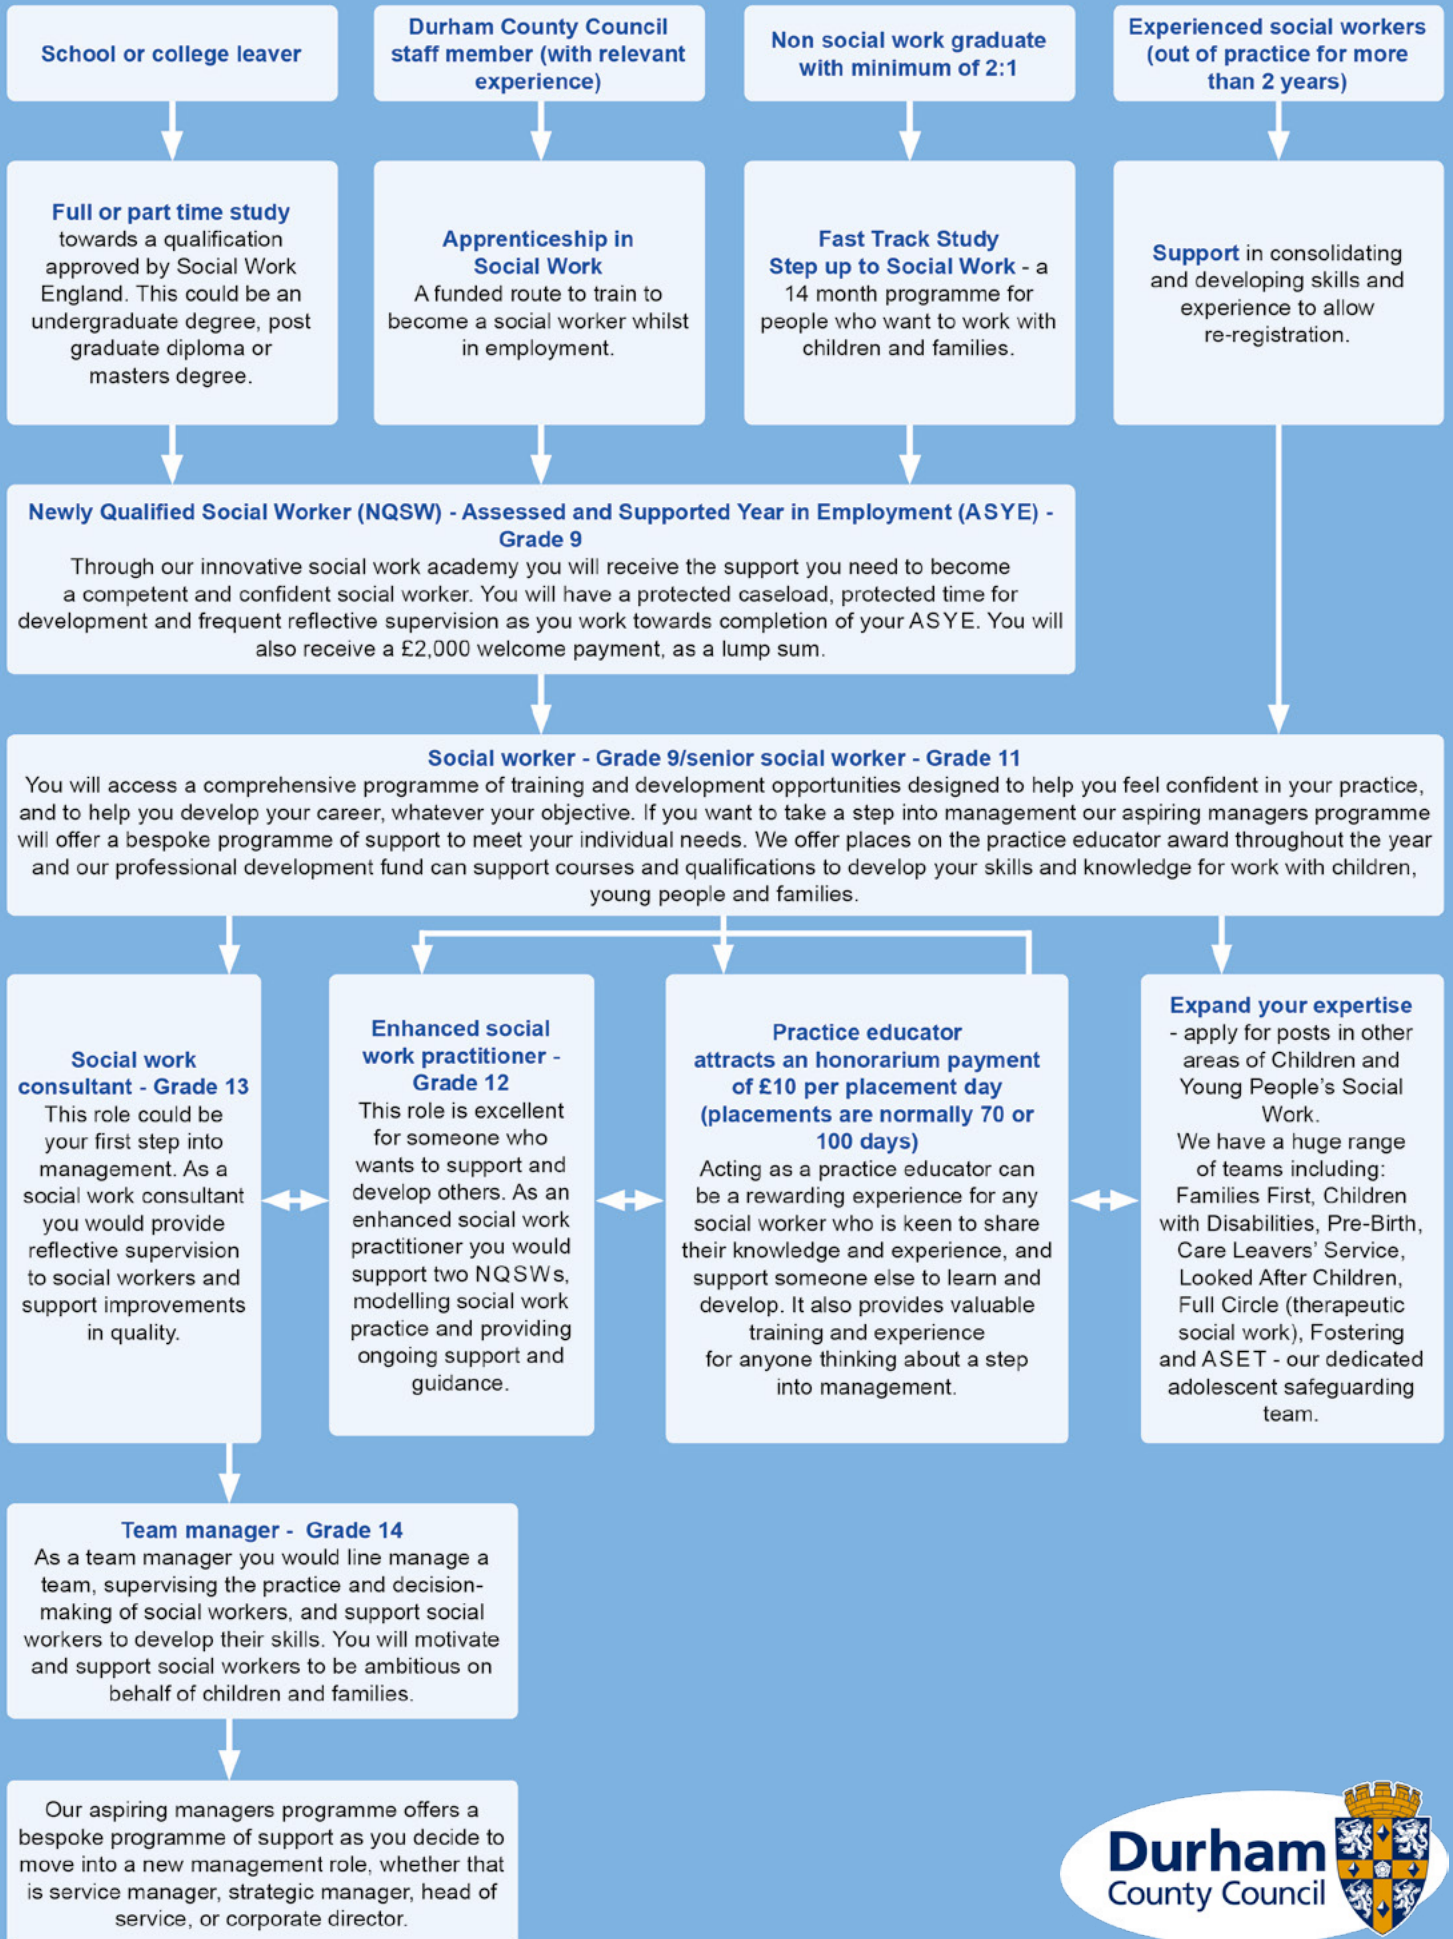 School or college leaver
Durham County Council
staff member (with relevant
experience)
Non social work graduate
with minimum of 2:1
Experienced social workers
(out of practice for more
than 2 years)
Full or part time study
towards a qualification
approved by Social Work
England. This could be an
undergraduate degree, post
graduate diploma or
masters degree.
Apprenticeship in
Social Work
A funded route to train to
become a social worker whilst
in employment.
Fast Track Study
Step up to Social Work - a
14 month programme for
people who want to work with
children and families.
Support in consolidating
and developing skills and
experience to allow
re-registration.
Newly Qualified Social Worker (NQSW) - Assessed and Supported Year in Employment (ASYE) -
Grade 9
Through our innovative social work academy you will receive the support you need to become
a competent and confident social worker. You will have a protected caseload, protected time for
development and frequent reflective supervision as you work towards completion of your ASYE. You will
also receive a £2,000 welcome payment, as a lump sum.
Social worker - Grade 9/senior social worker - Grade 11
You will access a comprehensive programme of training and development opportunities designed to help you feel confident in your practice,
and to help you develop your career, whatever your objective. If you want to take a step into management our aspiring managers programme
will offer a bespoke programme of support to meet your individual needs. We offer places on the practice educator award throughout the year
and our professional development fund can support courses and qualifications to develop your skills and knowledge for work with children,
young people and families.
Social work
consultant - Grade 13
This role could be
your first step into
management. As a
social work consultant
you would provide
reflective supervision
to social workers and
support improvements
in quality.
Enhanced social
work practitioner -
Grade 12
This role is excellent
for someone who
wants to support and
develop others. As an
enhanced social work
practitioner you would
support two NQSWs,
modelling social work
practice and providing
ongoing support and
guidance.
Practice educator
attracts an honorarium payment
of £10 per placement day
(placements are normally 70 or
100 days)
Acting as a practice educator can
be a rewarding experience for any
social worker who is keen to share
their knowledge and experience, and
support someone else to learn and
develop. It also provides valuable
training and experience
for anyone thinking about a step
into management.
Expand your expertise
- apply for posts in other
areas of Children and
Young People's Social
Work.
We have a huge range
of teams including:
Families First, Children
with Disabilities, Pre-Birth,
Care Leavers' Service,
Looked After Children,
Full Circle (therapeutic
social work), Fostering
and ASET - our dedicated
adolescent safeguarding
team.
Team manager - Grade 14
As a team manager you would line manage a
team, supervising the practice and decision-
making of social workers, and support social
workers to develop their skills. You will motivate
and support social workers to be ambitious on
behalf of children and families.
Our aspiring managers programme offers a
bespoke programme of support as you decide to
move into a new management role, whether that
is service manager, strategic manager, head of
service, or corporate director.
Durham
County Council